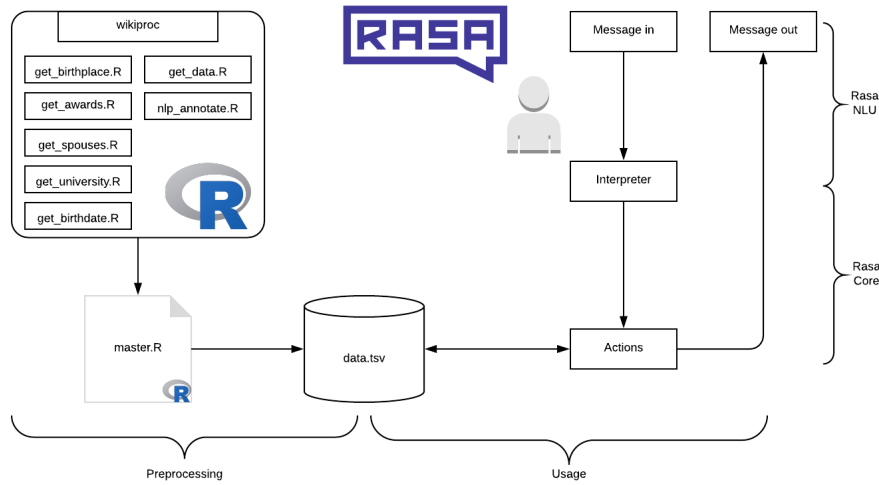 wikiproc
get_birthplace.R
get_data.R
get_awards.R
nlp_annotate.R
get_spouses.R
get_university.R
get_birthdate.R
R
RASA
Message in
Message out
Rasa
NLU
Interpreter
Rasa
Core
master.R
R
data.tsv
Actions
Preprocessing
Usage